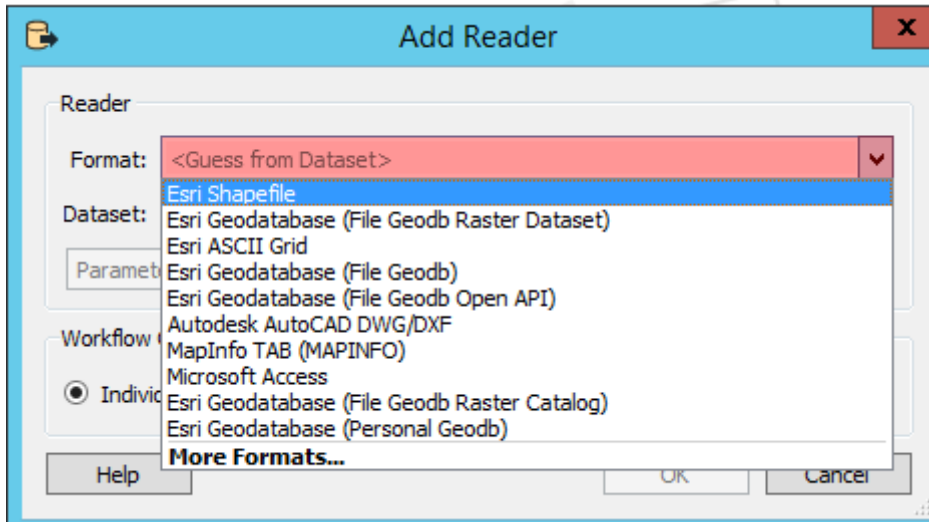 Add Reader
x
Reader
Format: <Guess from Dataset>
Esri Shapefile
Dataset: Esri Geodatabase (File Geodb Raster Dataset)
Esri ASCII Grid
Paramet Esri Geodatabase (File Geodb)
Esri Geodatabase (File Geodb Open API)
Autodesk AutoCAD DWG/DXF
Workflow MapInfo TAB (MAPINFO)
Microsoft Access
Individ Esri Geodatabase (File Geodb Raster Catalog)
Esri Geodatabase (Personal Geodb)
More Formats...
Help OK Cancel